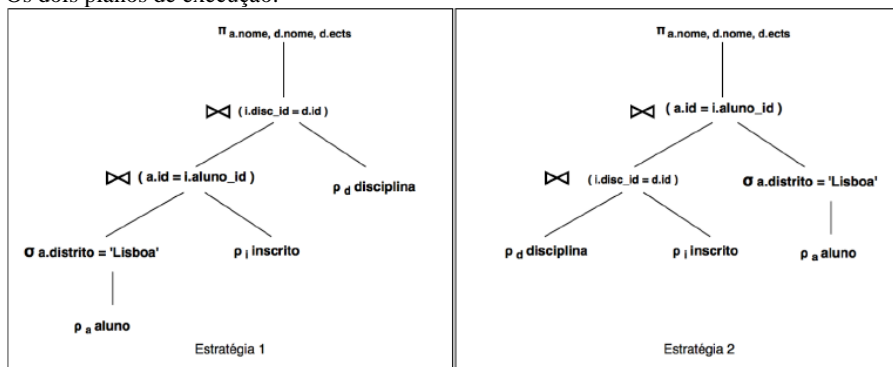 Os dois planos de execução:
π a.nome, d.nome, d.ects
⋈ ( i.disc_id = d.id )
⋈ ( a.id = i.aluno_id )
ρ d disciplina
σ a.distrito = 'Lisboa'
ρ i inscrito
ρ a aluno
Estratégia 1
π a.nome, d.nome, d.ects
⋈ ( a.id = i.aluno_id )
⋈ ( i.disc_id = d.id )
σ a.distrito = 'Lisboa'
ρ d disciplina
ρ i inscrito
ρ a aluno
Estratégia 2